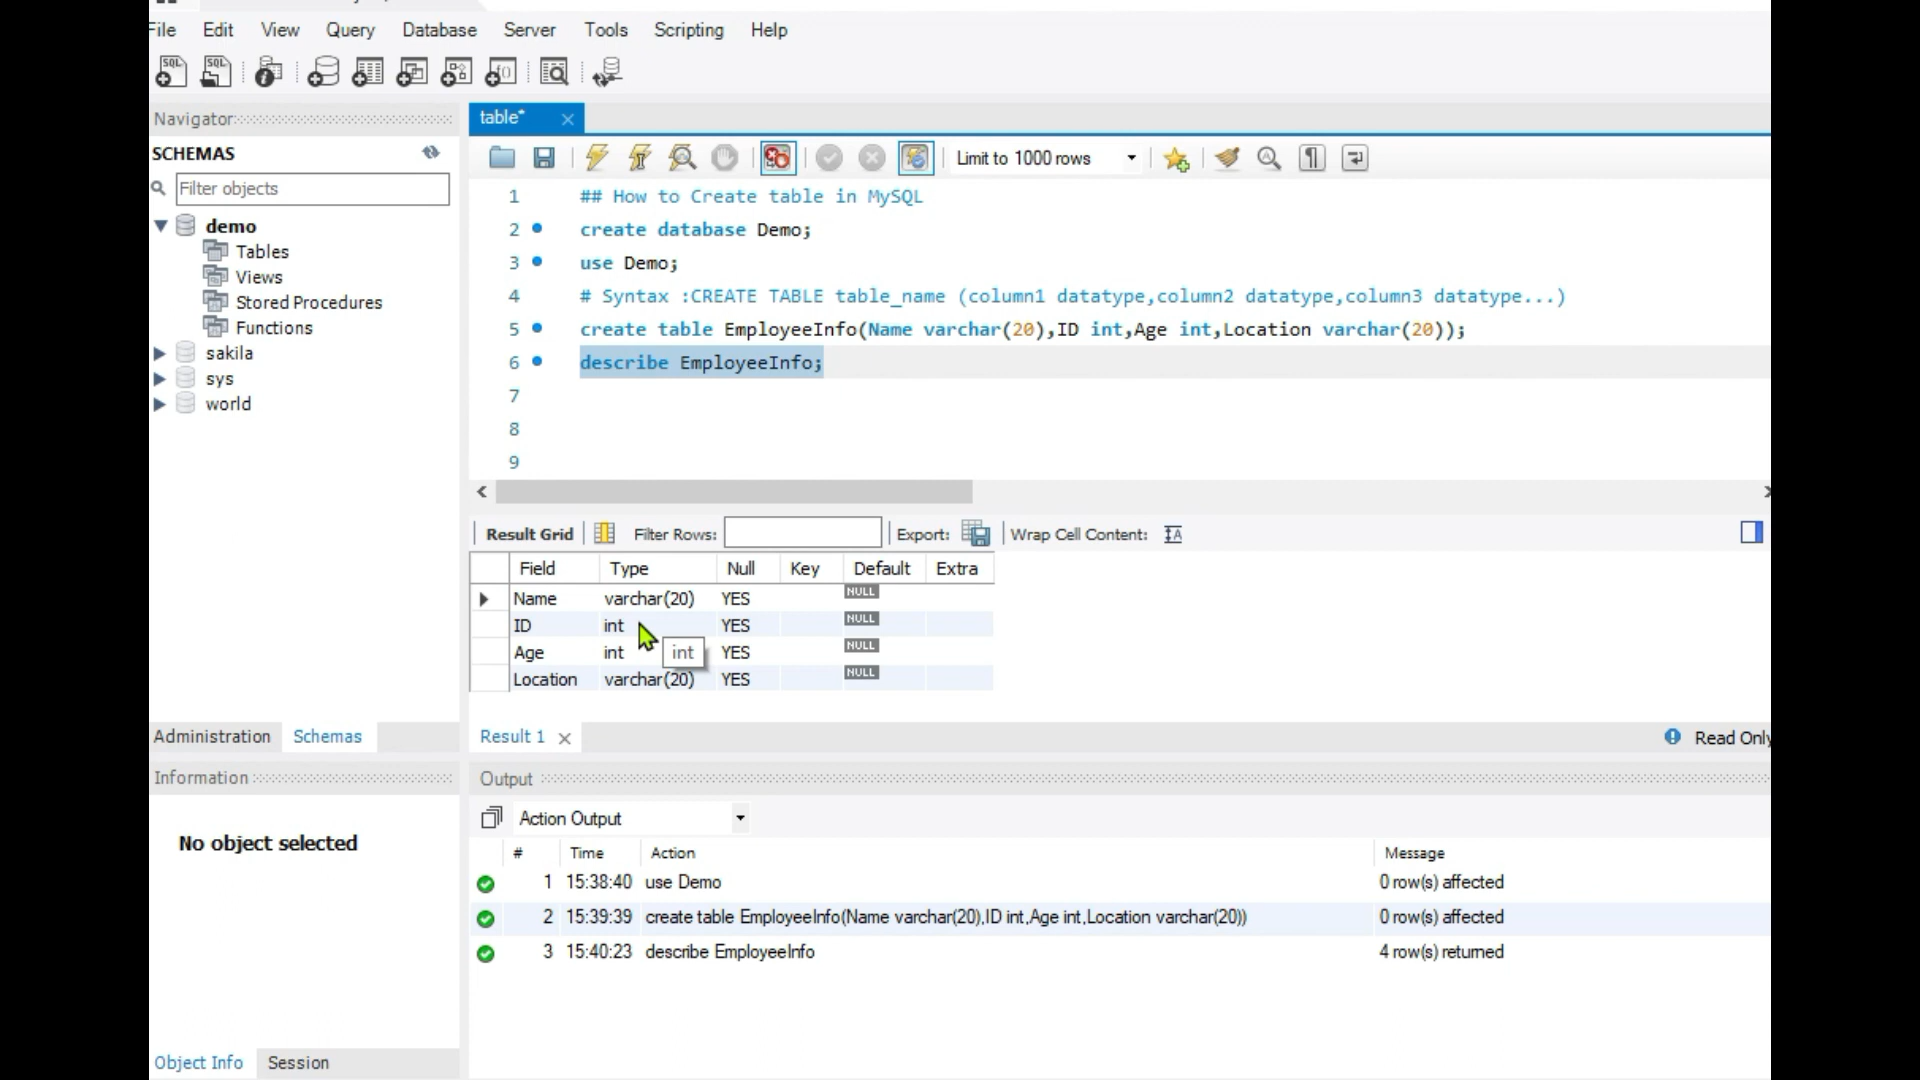 File Edit View Query Database Server Tools Scripting Help
SQL SQL
Navigator
SCHEMAS
Filter objects
demo
Tables
Views
Stored Procedures
Functions
sakila
sys
world
Administration Schemas
Information
No object selected
Object Info Session
table*
Limit to 1000 rows
1 ## How to Create table in MySQL
2 create database Demo;
3 use Demo;
4 # Syntax :CREATE TABLE table_name (column1 datatype,column2 datatype,column3 datatype...)
5 create table EmployeeInfo(Name varchar(20),ID int,Age int,Location varchar(20));
6 describe EmployeeInfo;
7
8
9
Result Grid Filter Rows: Export: Wrap Cell Content:
Field Type Null Key Default Extra
Name varchar(20) YES NULL
ID int YES NULL
Age int YES NULL
int
Location varchar(20) YES NULL
Result 1 Read Only
Output
Action Output
# Time Action Message
1 15:38:40 use Demo 0 row(s) affected
2 15:39:39 create table EmployeeInfo(Name varchar(20),ID int,Age int,Location varchar(20)) 0 row(s) affected
3 15:40:23 describe EmployeeInfo 4 row(s) returned